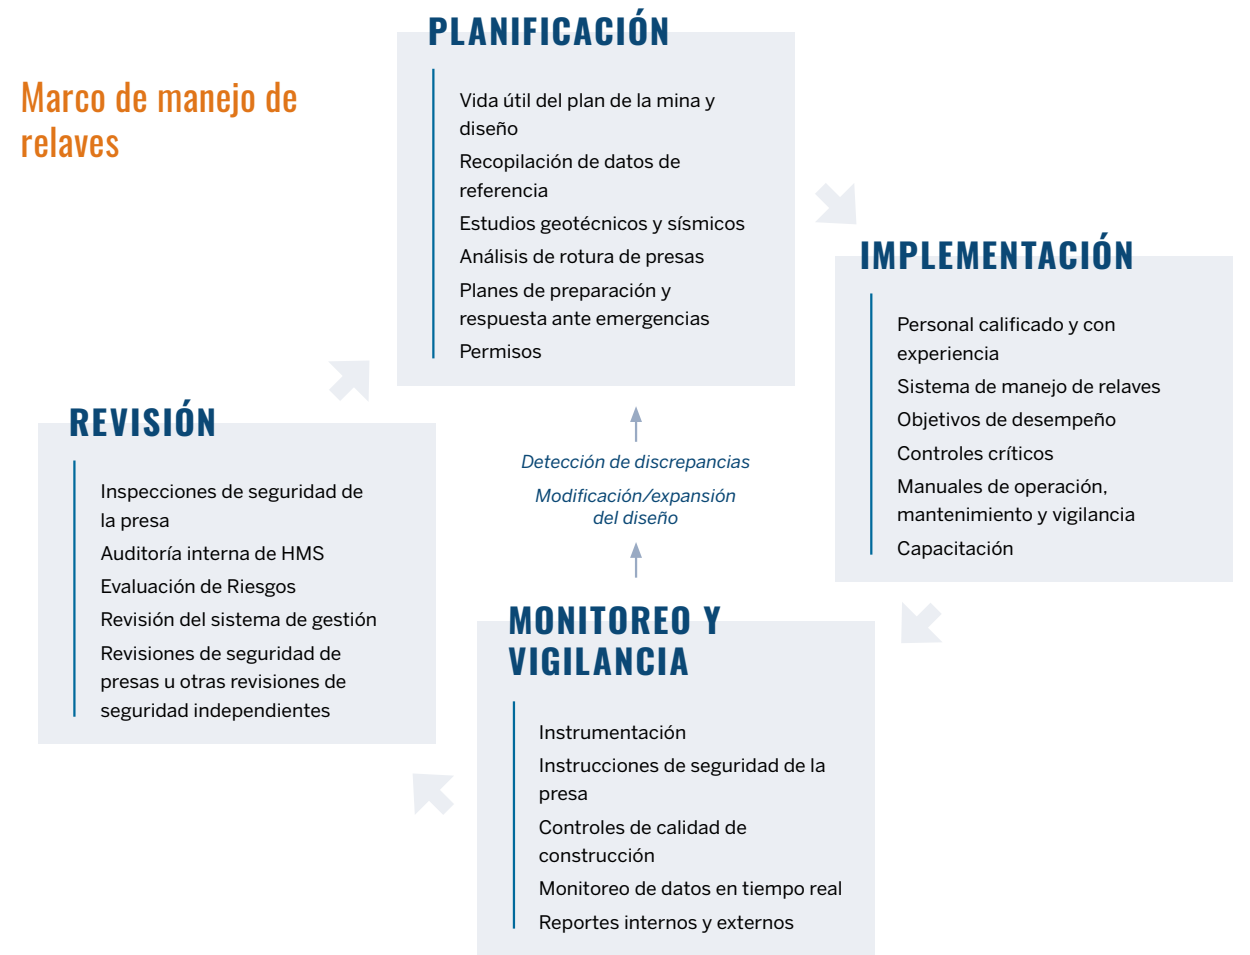 Marco de manejo de
relaves
PLANIFICACIÓN
Vida útil del plan de la mina y
diseño
Recopilación de datos de
referencia
Estudios geotécnicos y sísmicos
Análisis de rotura de presas
Planes de preparación y
respuesta ante emergencias
Permisos
IMPLEMENTACIÓN
Personal calificado y con
experiencia
Sistema de manejo de relaves
Objetivos de desempeño
Controles críticos
Manuales de operación,
mantenimiento y vigilancia
Capacitación
Detección de discrepancias
Modificación/expansión
del diseño
MONITOREO Y
VIGILANCIA
Instrumentación
Instrucciones de seguridad de la
presa
Controles de calidad de
construcción
Monitoreo de datos en tiempo real
Reportes internos y externos
REVISIÓN
Inspecciones de seguridad de
la presa
Auditoría interna de HMS
Evaluación de Riesgos
Revisión del sistema de gestión
Revisiones de seguridad de
presas u otras revisiones de
seguridad independientes